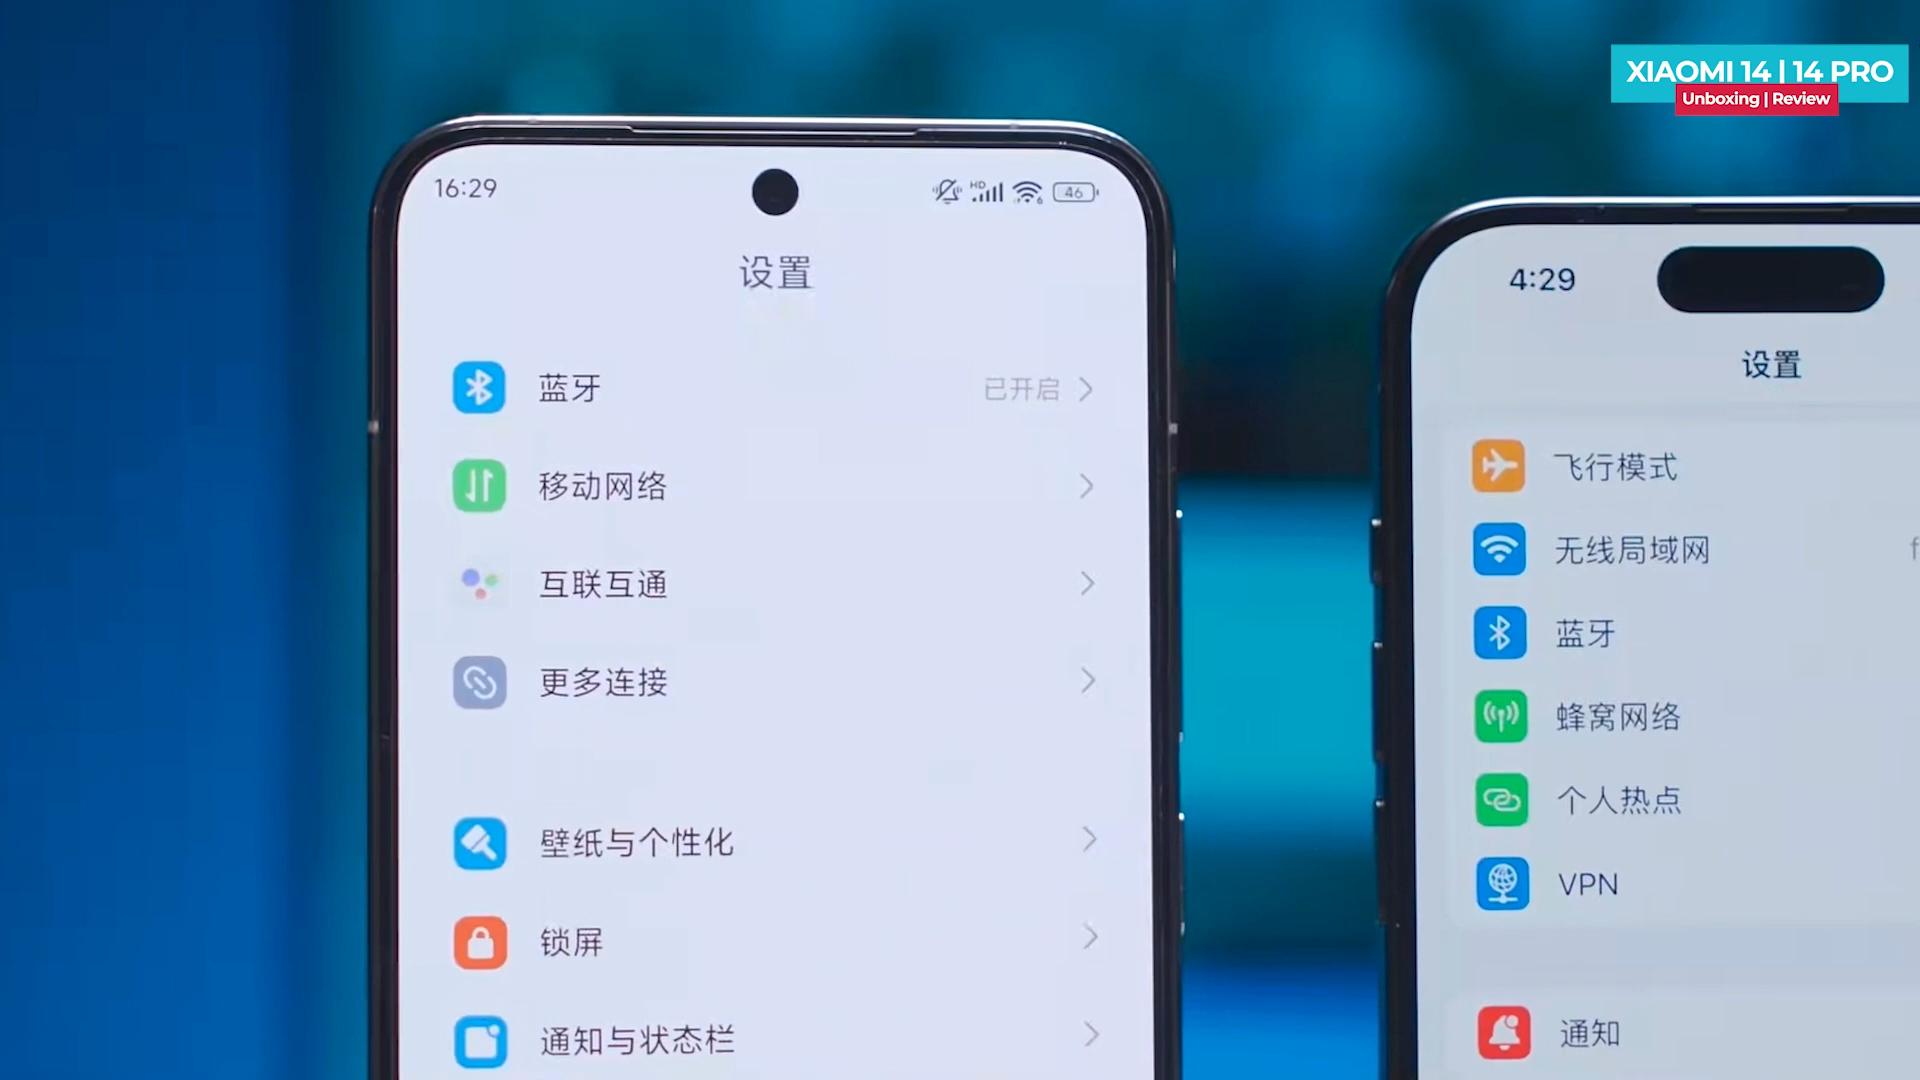 XIAOMI 14 | 14 PRO
Unboxing | Review
16:29
HD
6
46
设置
蓝牙
已开启
移动网络
互联互通
更多连接
壁纸与个性化
锁屏
通知与状态栏
4:29
设置
飞行模式
无线局域网
f
蓝牙
蜂窝网络
个人热点
VPN
通知